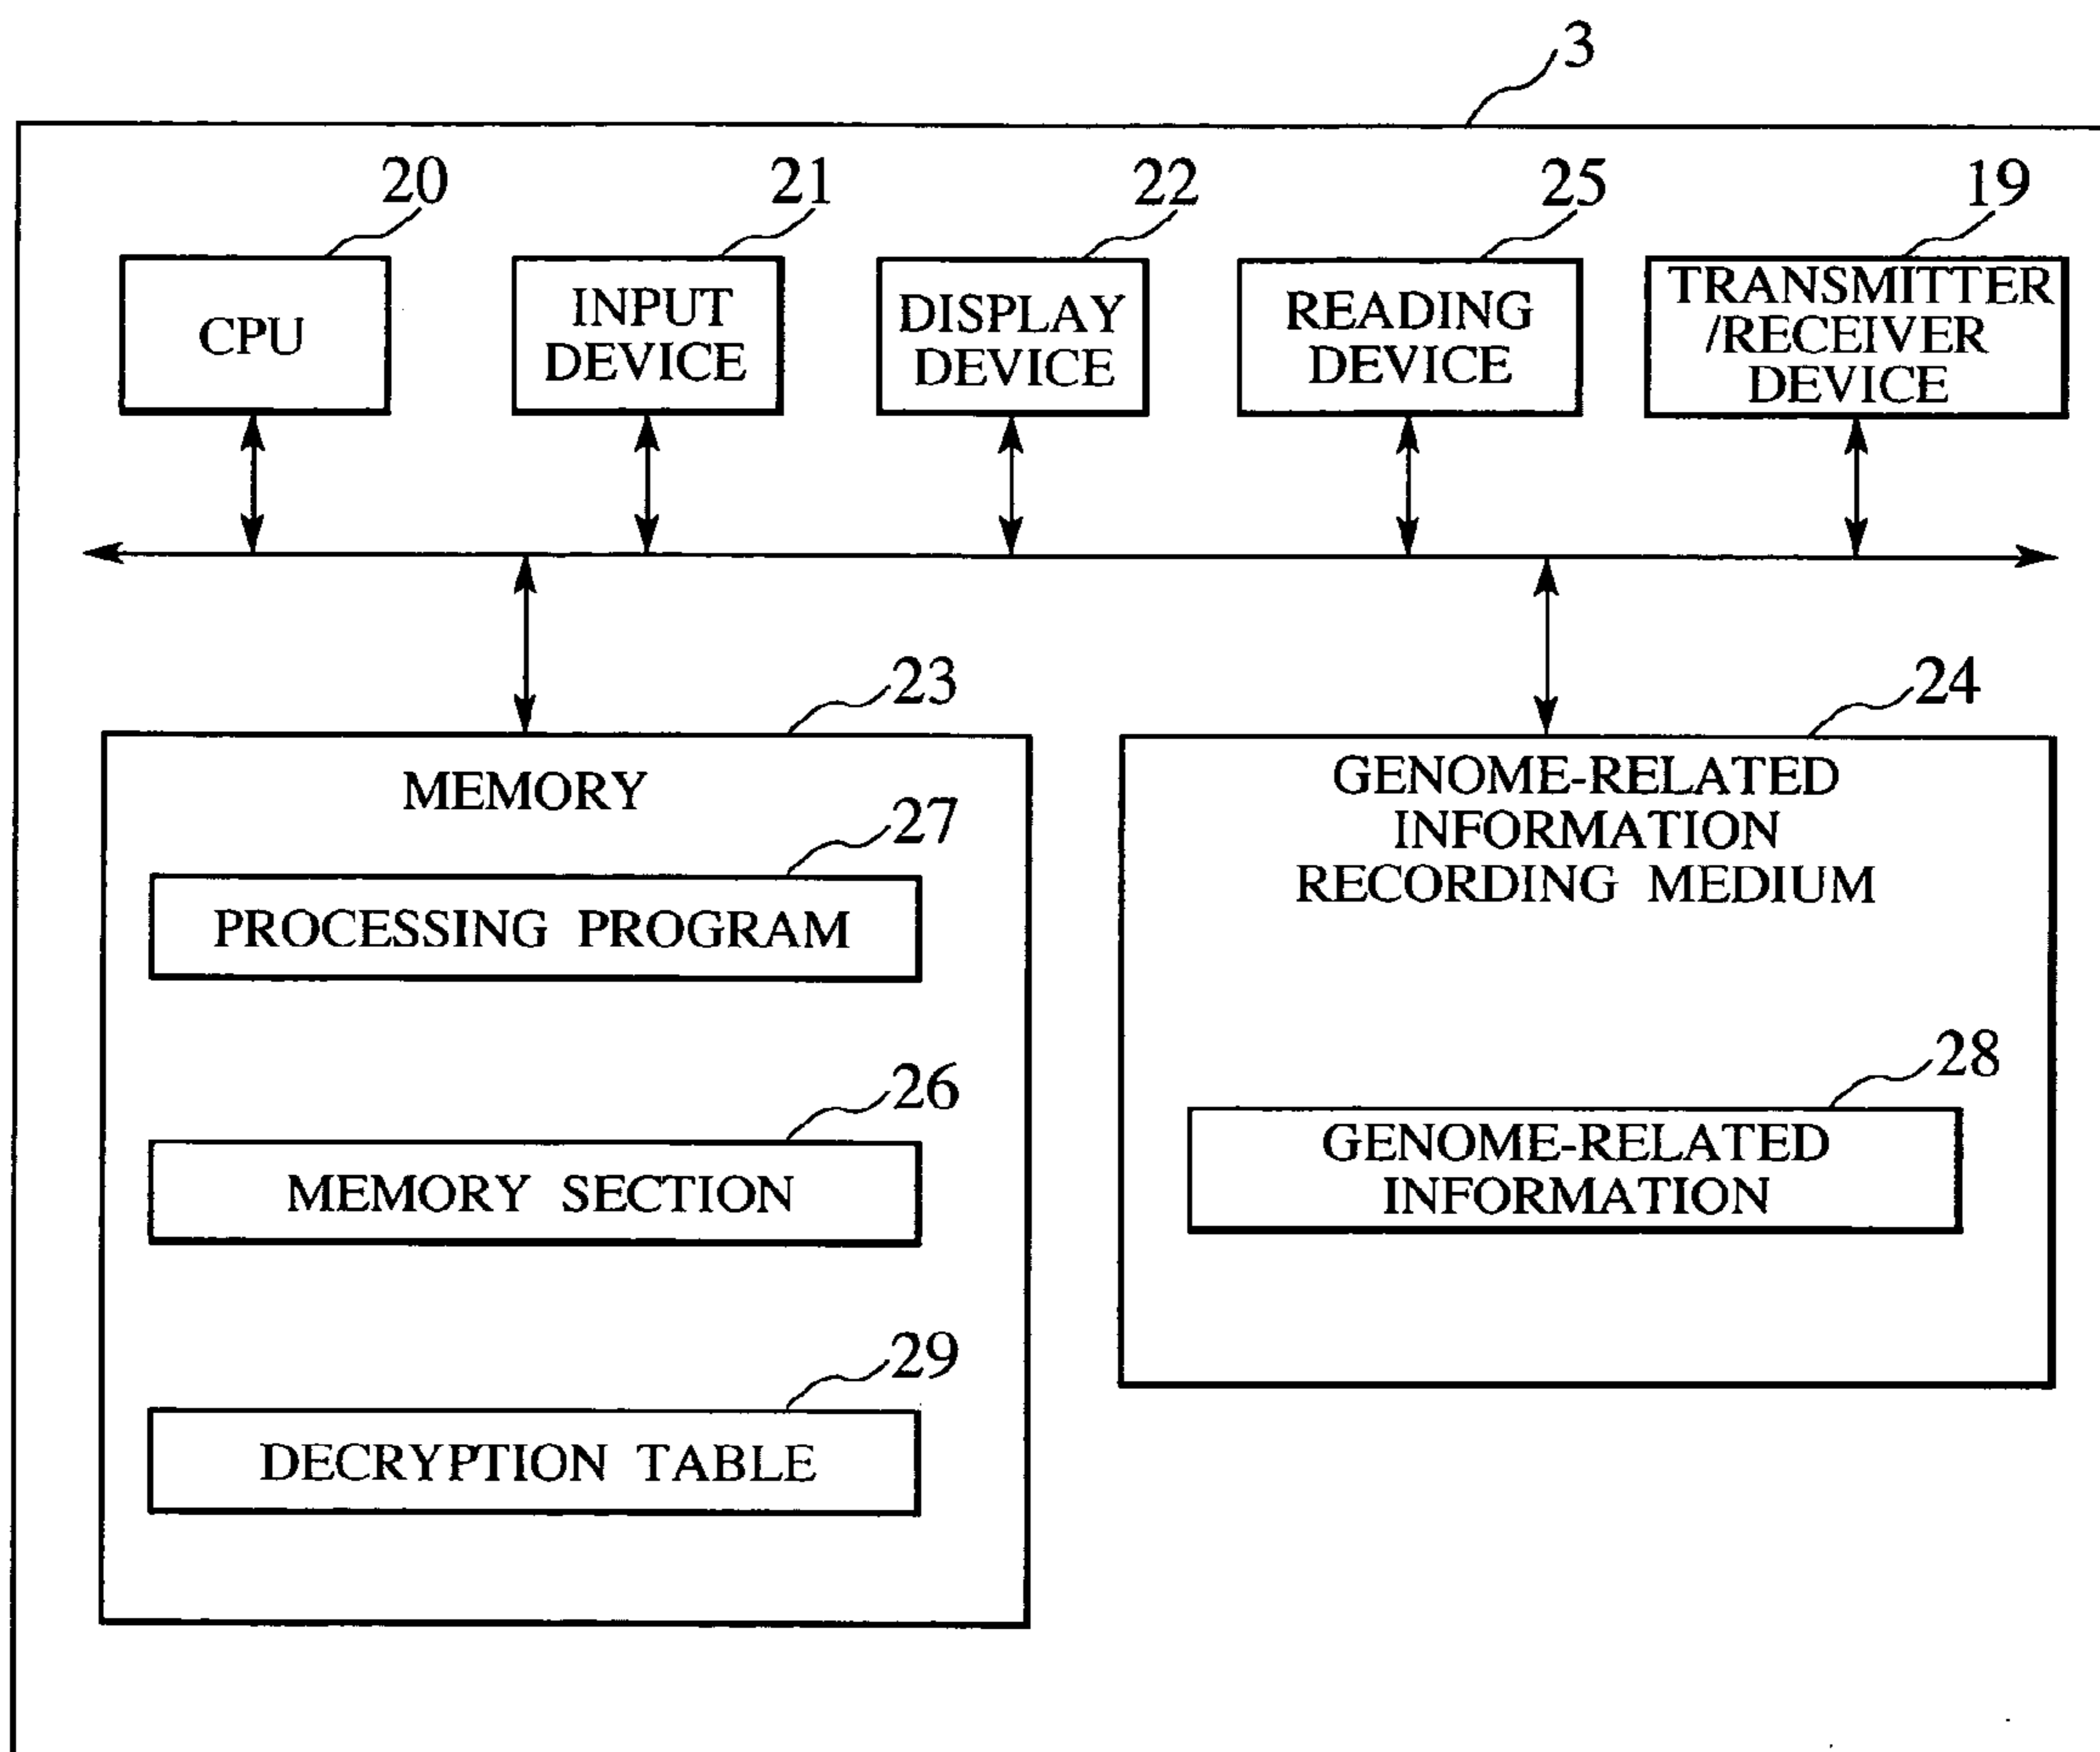 3
20
21
22
25
19
CPU
INPUT
DEVICE
DISPLAY
DEVICE
READING
DEVICE
TRANSMITTER
/RECEIVER
DEVICE
23
MEMORY
27
PROCESSING PROGRAM
26
MEMORY SECTION
29
DECRYPTION TABLE
24
GENOME-RELATED
INFORMATION
RECORDING MEDIUM
28
GENOME-RELATED
INFORMATION